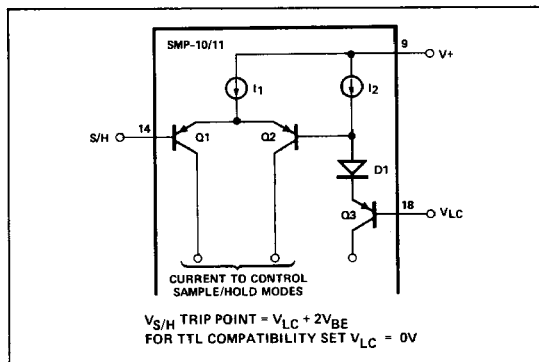 SMP-10/11
9
V+
I1
I2
S/H
14
Q1
Q2
D1
Q3
18
VLC
CURRENT TO CONTROL
SAMPLE/HOLD MODES
VS/H TRIP POINT = VLC + 2VBE
FOR TTL COMPATIBILITY SET VLC = 0V